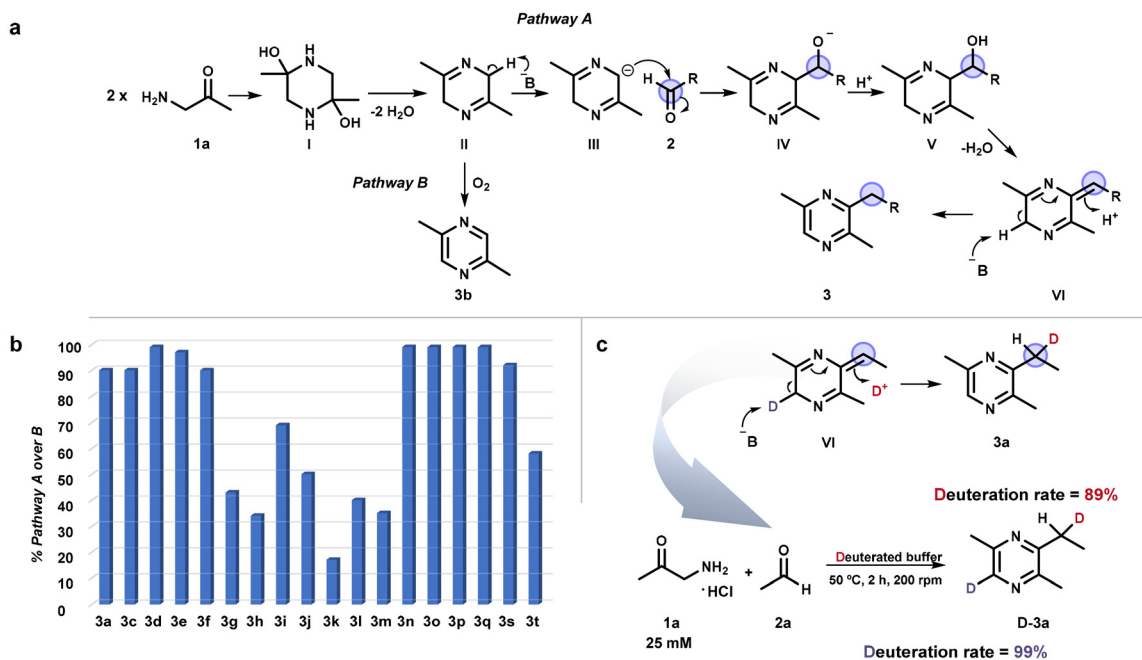 a
Pathway A
2 x
H₂N
O
1a
HO
H
N
N
H
OH
I
-2 H₂O
N
H
N
⁻B
II
N
N
⊖
III
H
R
O
2
O⁻
N
N
R
IV
H⁺
OH
N
N
R
V
-H₂O
Pathway B
O₂
N
N
3b
N
N
R
3
N
N
R
H
H⁺
⁻B
VI
b
% Pathway A over B
100
90
80
70
60
50
40
30
20
10
0
3a 3c 3d 3e 3f 3g 3h 3i 3j 3k 3l 3m 3n 3o 3p 3q 3s 3t
c
N
N
D
D⁺
⁻B
VI
H
D
N
N
3a
Deuteration rate = 89%
O
NH₂
·HCl
1a
25 mM
+
O
H
2a
Deuterated buffer
50 ºC, 2 h, 200 rpm
H
D
N
N
D
D-3a
Deuteration rate = 99%